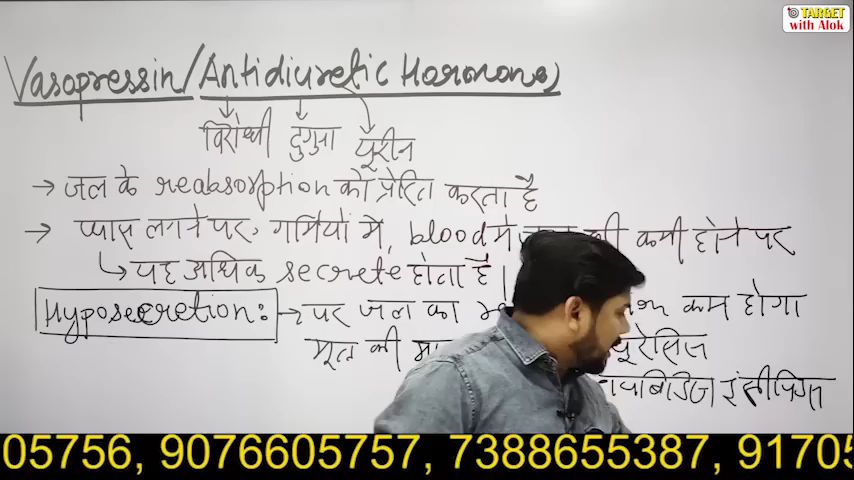 TARGET
with Alok
Vasopressin/Antidiuretic Hormone)
विरोधी दुगुना यूरीन
→ जल के reabsorption को प्रेरित करता है
→ प्यास लगने पर, गर्मियों में, blood में की कमी होने पर
↳ यह अधिक secrete होता है।
Hyposecretion:→ पर जल का कम होगा
मूत्र की यूरेसिस
इंसीपिडस
05756, 9076605757, 7388655387, 91705